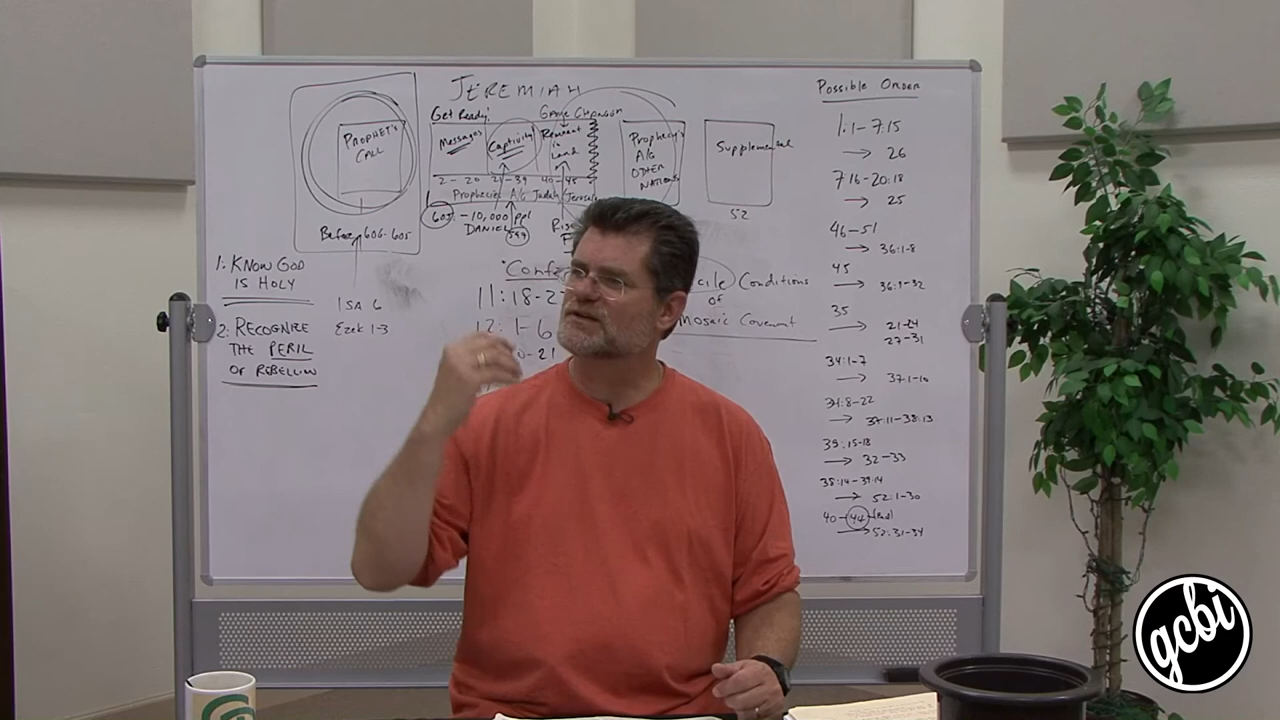 JEREMIAH
Possible Order
PROPHET'S
CALL
Before 606-605
Get Ready!
Game Changer
Messages
Captivity
Remnant
in
Land
2 - 20
21 - 39
40 - 45
Prophecies A/G Judah/Jerusalem
605: -10,000 ppl
DANIEL
Prophecy's
A/G
OTHER
NATIONS
Supplemental
52
1. KNOW GOD
IS HOLY
2. RECOGNIZE
THE PERIL
OF REBELLION
ISA 6
Ezek 1-3
11:18-2
12:1-6
Conditions
of
Mosaic Covenant
1:1-7:15
→ 26
7:16-20:18
→ 25
46-51
→ 36:1-8
45
→ 36:9-32
35
→ 21-24
27-31
34:1-7
→ 37:1-10
34:8-22
→ 37:11-38:13
39:15-18
→ 32-33
38:14-39:14
→ 52:1-30
40-44
→ 52:31-34
gcbi